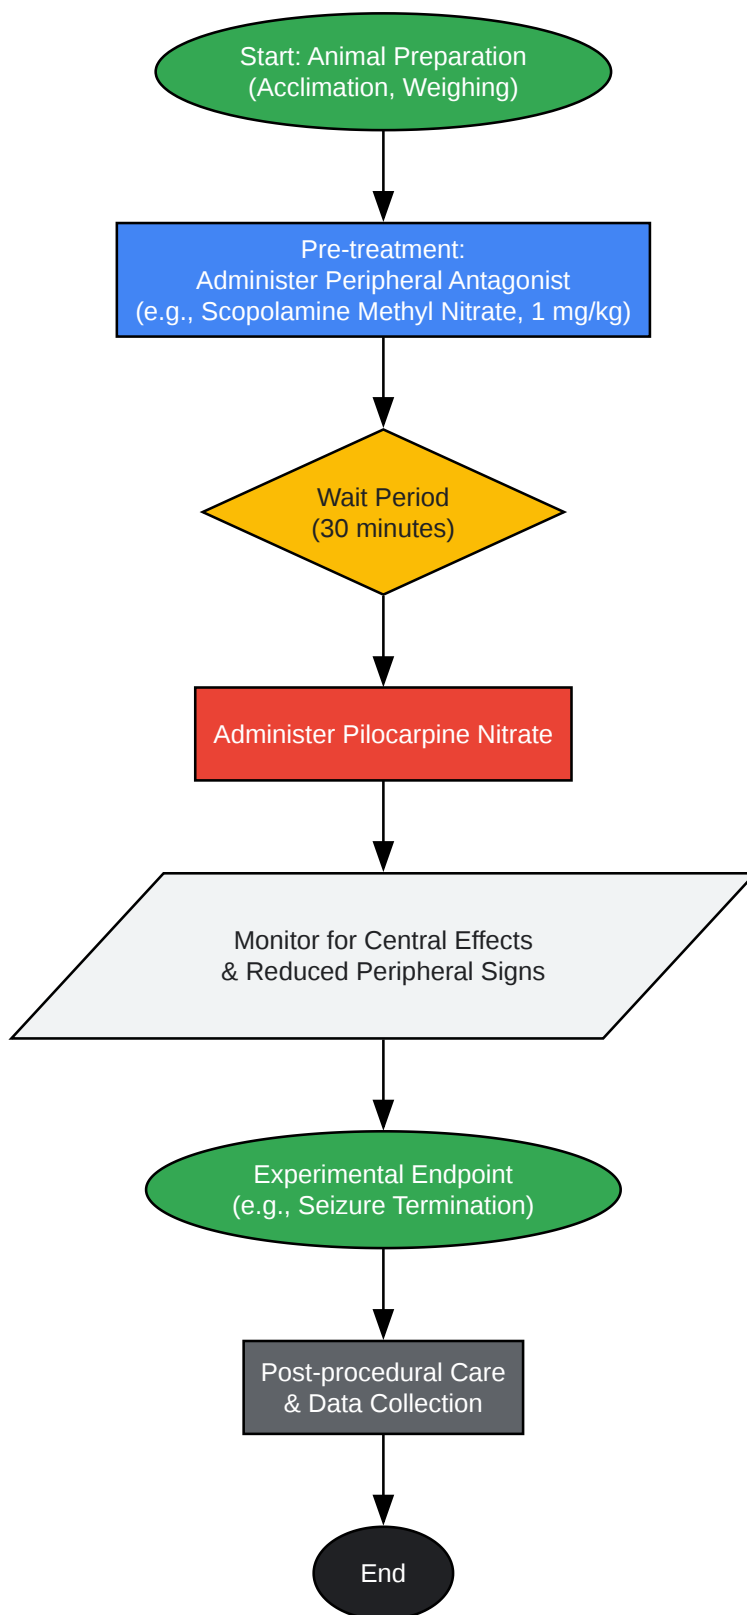 Start: Animal Preparation
(Acclimation, Weighing)
Pre-treatment:
Administer Peripheral Antagonist
(e.g., Scopolamine Methyl Nitrate, 1 mg/kg)
Wait Period
(30 minutes)
Administer Pilocarpine Nitrate
Monitor for Central Effects
& Reduced Peripheral Signs
Experimental Endpoint
(e.g., Seizure Termination)
Post-procedural Care
& Data Collection
End